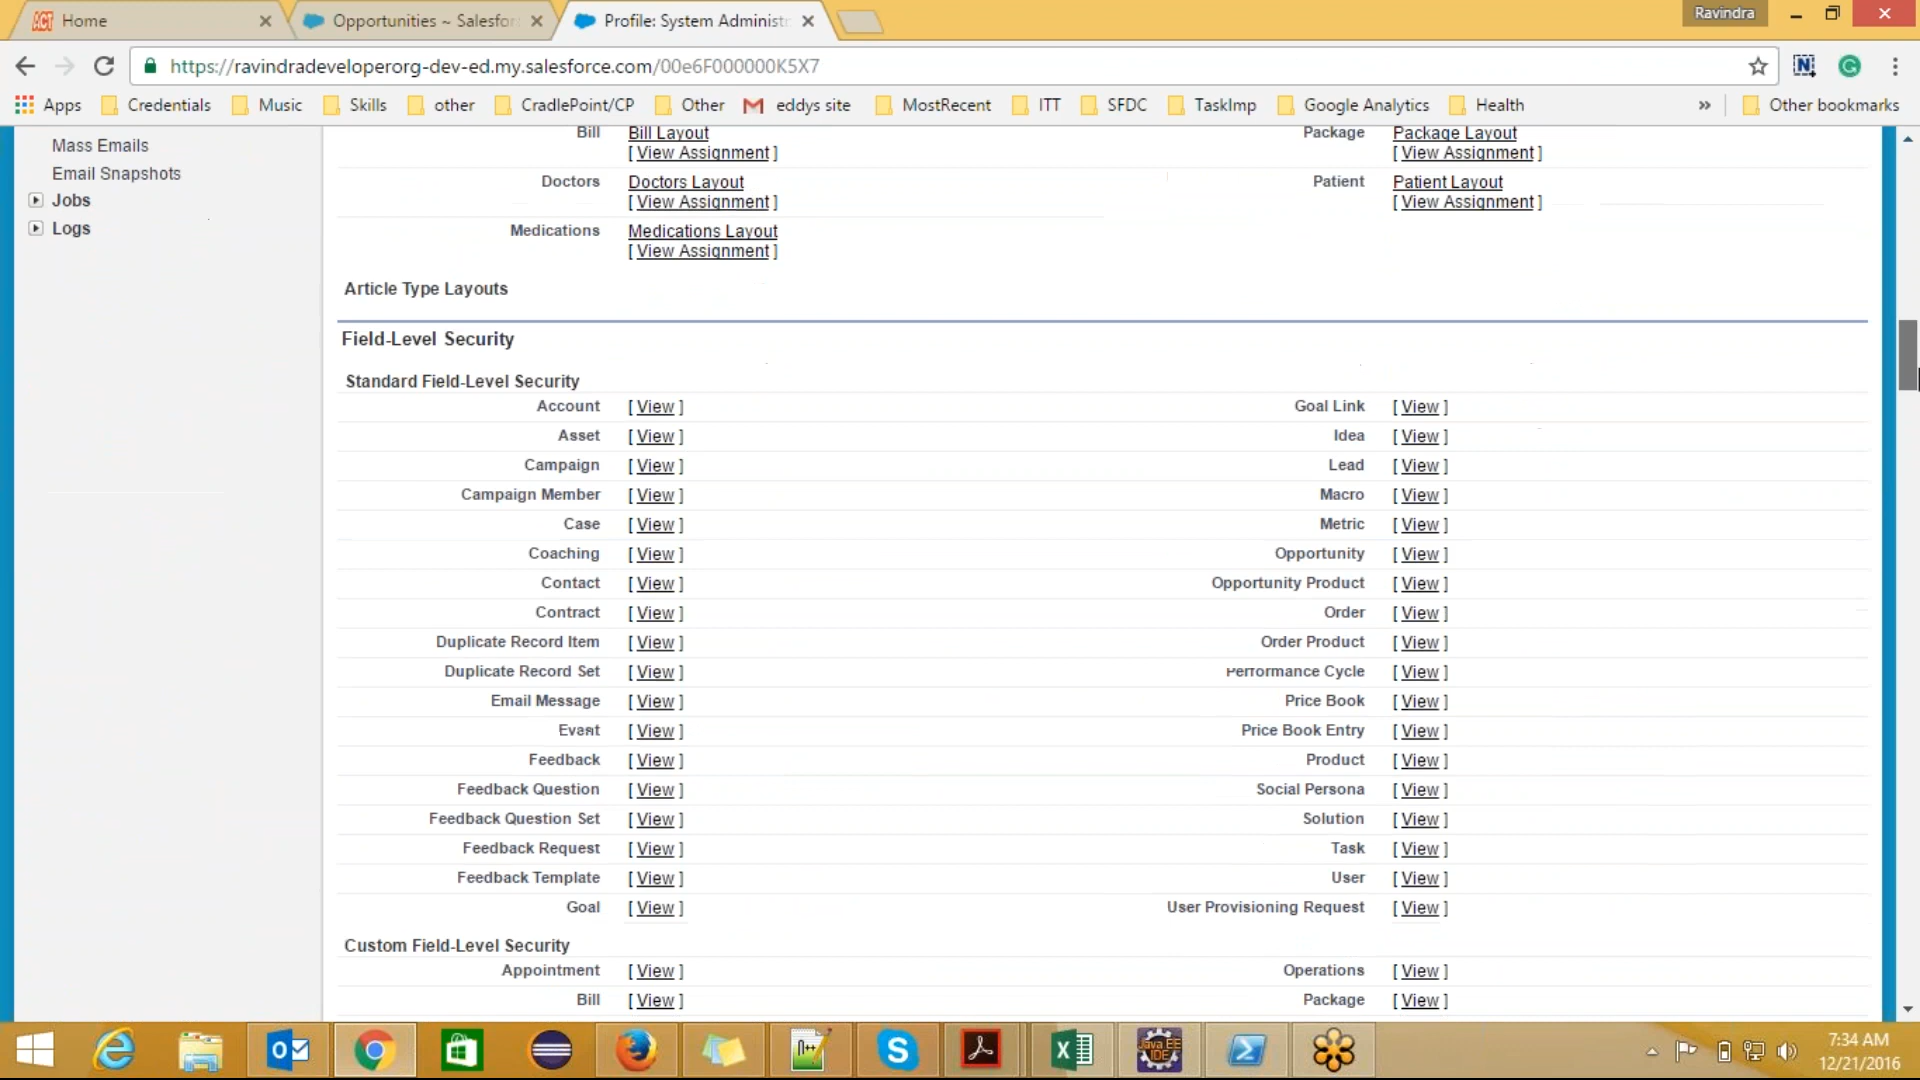 Home
Opportunities ~ Salesfor
Profile: System Administr
Ravindra
https://ravindradeveloperorg-dev-ed.my.salesforce.com/00e6F000000K5X7
Apps Credentials Music Skills other CradlePoint/CP Other eddys site MostRecent ITT SFDC TaskImp Google Analytics Health » Other bookmarks
Mass Emails
Email Snapshots
Jobs
Logs
Bill Bill Layout Package Package Layout
[ View Assignment ] [ View Assignment ]
Doctors Doctors Layout Patient Patient Layout
[ View Assignment ] [ View Assignment ]
Medications Medications Layout
[ View Assignment ]
Article Type Layouts
Field-Level Security
Standard Field-Level Security
Account [ View ] Goal Link [ View ]
Asset [ View ] Idea [ View ]
Campaign [ View ] Lead [ View ]
Campaign Member [ View ] Macro [ View ]
Case [ View ] Metric [ View ]
Coaching [ View ] Opportunity [ View ]
Contact [ View ] Opportunity Product [ View ]
Contract [ View ] Order [ View ]
Duplicate Record Item [ View ] Order Product [ View ]
Duplicate Record Set [ View ] Performance Cycle [ View ]
Email Message [ View ] Price Book [ View ]
Event [ View ] Price Book Entry [ View ]
Feedback [ View ] Product [ View ]
Feedback Question [ View ] Social Persona [ View ]
Feedback Question Set [ View ] Solution [ View ]
Feedback Request [ View ] Task [ View ]
Feedback Template [ View ] User [ View ]
Goal [ View ] User Provisioning Request [ View ]
Custom Field-Level Security
Appointment [ View ] Operations [ View ]
Bill [ View ] Package [ View ]
7:34 AM
12/21/2016